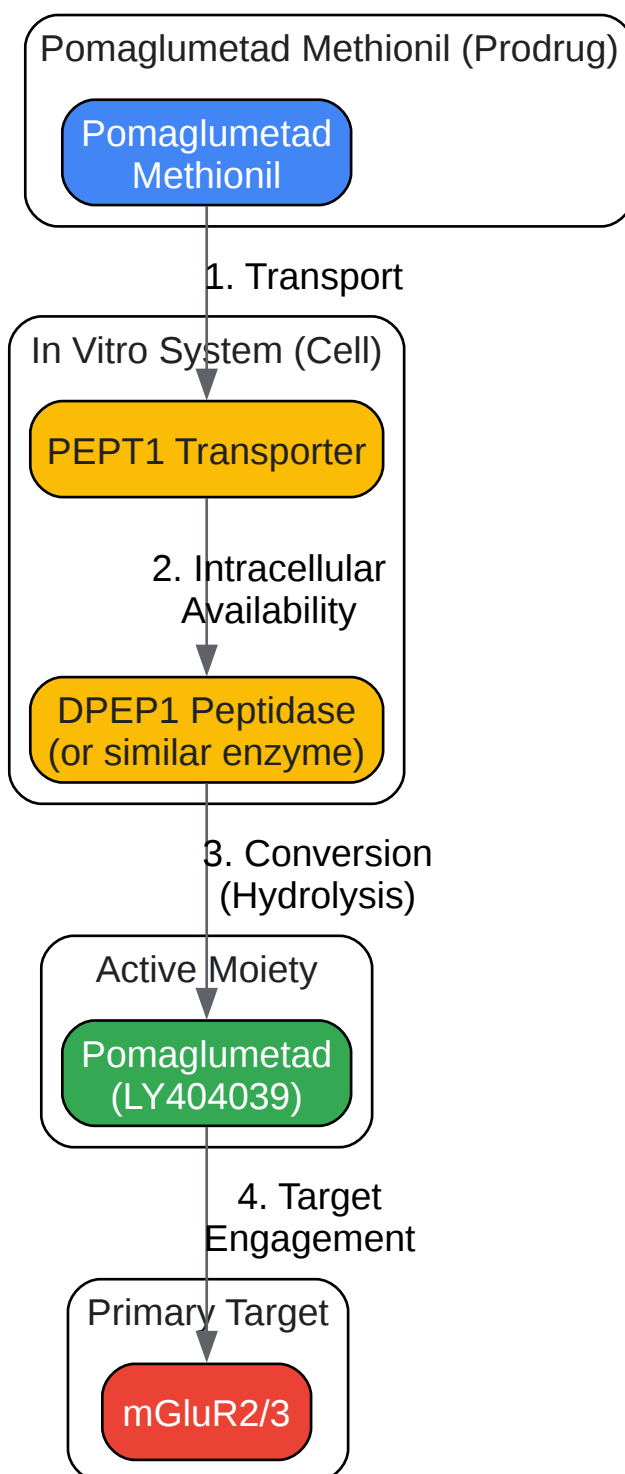 Pomaglumetad Methionil (Prodrug)
Pomaglumetad
Methionil
1. Transport
In Vitro System (Cell)
PEPT1 Transporter
2. Intracellular
Availability
DPEP1 Peptidase
(or similar enzyme)
3. Conversion
(Hydrolysis)
Active Moiety
Pomaglumetad
(LY404039)
4. Target
Engagement
Primary Target
mGluR2/3